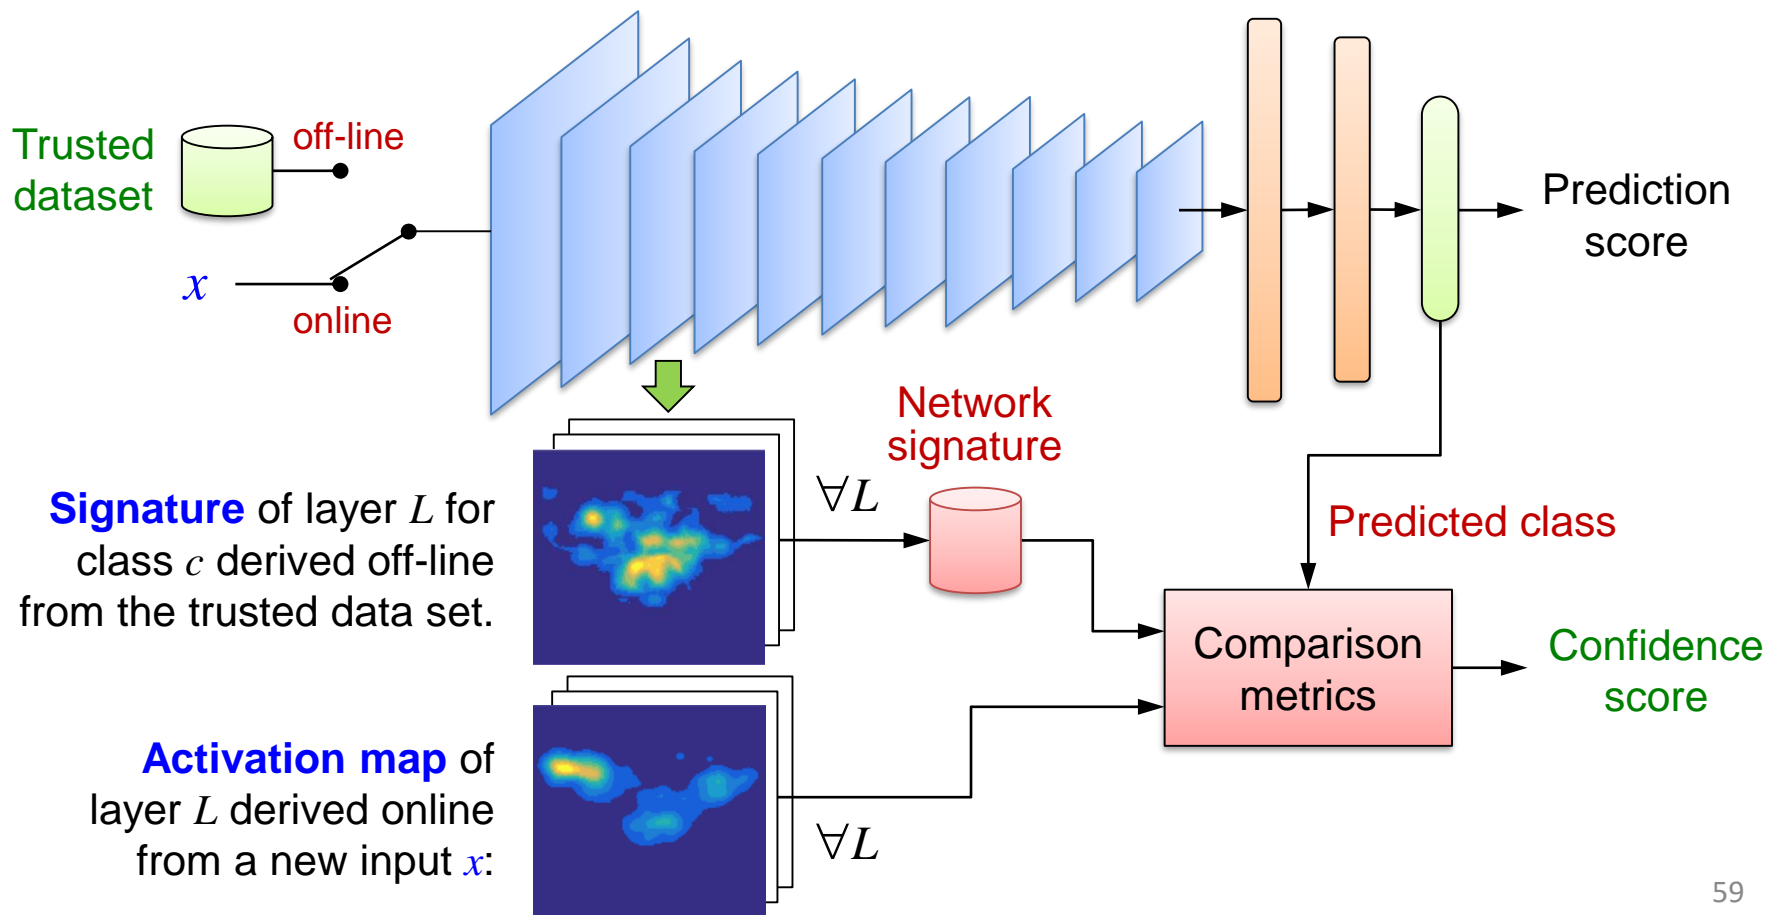 Trusted
dataset
off-line
x
online
Prediction
score
Network
signature
Signature of layer L for
class c derived off-line
from the trusted data set.
∀L
Predicted class
Comparison
metrics
Confidence
score
Activation map of
layer L derived online
from a new input x:
∀L
59